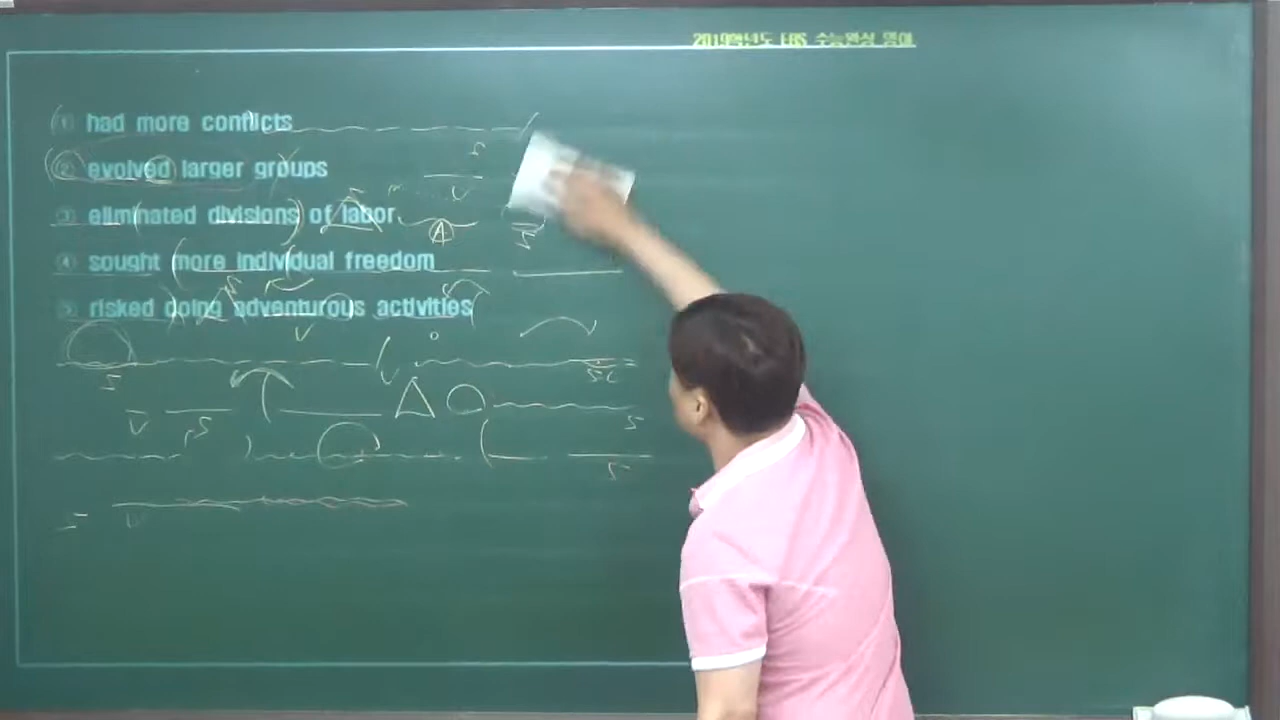 2019학년도 EBS 수능완성 영어
① had more conflicts
② evolved larger groups
③ eliminated divisions of labor
④ sought more individual freedom
⑤ risked doing adventurous activities